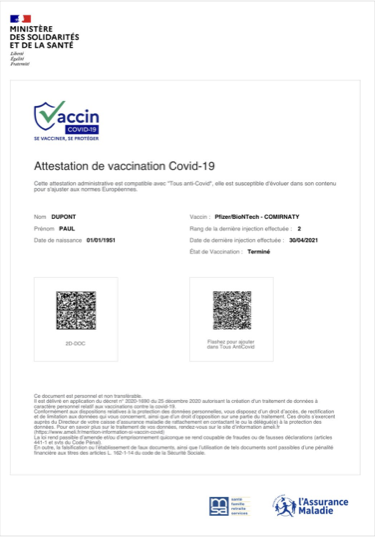 MINISTÈRE
DES SOLIDARITÉS
ET DE LA SANTÉ
Liberté
Égalité
Fraternité
Vaccin
COVID-19
SE VACCINER, SE PROTÉGER
Attestation de vaccination Covid-19
Cette attestation administrative est compatible avec "Tous anti-Covid", elle est susceptible d'évoluer dans son contenu
pour s'ajuster aux normes Européennes.
Nom DUPONT
Prénom PAUL
Date de naissance 01/01/1951
Vaccin : Pfizer/BioNTech - COMIRNATY
Rang de la dernière injection effectuée : 2
Date de dernière injection effectuée : 30/04/2021
État de Vaccination : Terminé
2D-DOC
Flashez pour ajouter
dans Tous AntiCovid
Ce document est personnel et non transférable.
Il est délivré en application du décret n° 2020-1690 du 25 décembre 2020 autorisant la création d'un traitement de données à
caractère personnel relatif aux vaccinations contre la covid-19.
Conformément aux dispositions relatives à la protection des données personnelles, vous disposez d'un droit d'accès, de rectification
et de limitation aux données qui vous concernent, ainsi que d'un droit d'opposition sur une partie du traitement. Ces droits s'exercent
auprès du Directeur de votre caisse d'assurance maladie de rattachement en contactant le ou la délégué(e) à la protection des
données. Pour en savoir plus sur le traitement de vos données, rendez-vous sur le site d'information ameli.fr
(https://www.ameli.fr/mention-information-si-vaccin-covid)
La loi rend passible d'amende et/ou d'emprisonnement quiconque se rend coupable de fraudes ou de fausses déclarations (articles
441-1 et svts du Code Pénal).
En outre, la falsification ou l'établissement de faux documents, ainsi que l'utilisation de tels documents sont passibles d'une pénalité
financière aux titres des articles L. 162-1-14 du code de la Sécurité Sociale.
santé
famille
retraite
services
l'Assurance
Maladie